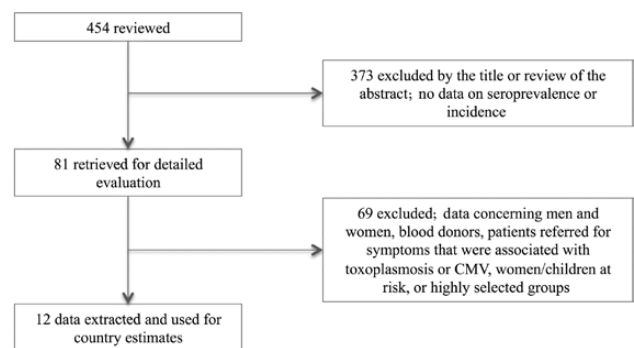 454 reviewed
373 excluded by the title or review of the
abstract; no data on seroprevalence or
incidence
81 retrieved for detailed
evaluation
69 excluded; data concerning men and
women, blood donors, patients referred for
symptoms that were associated with
toxoplasmosis or CMV, women/children at
risk, or highly selected groups
12 data extracted and used for
country estimates